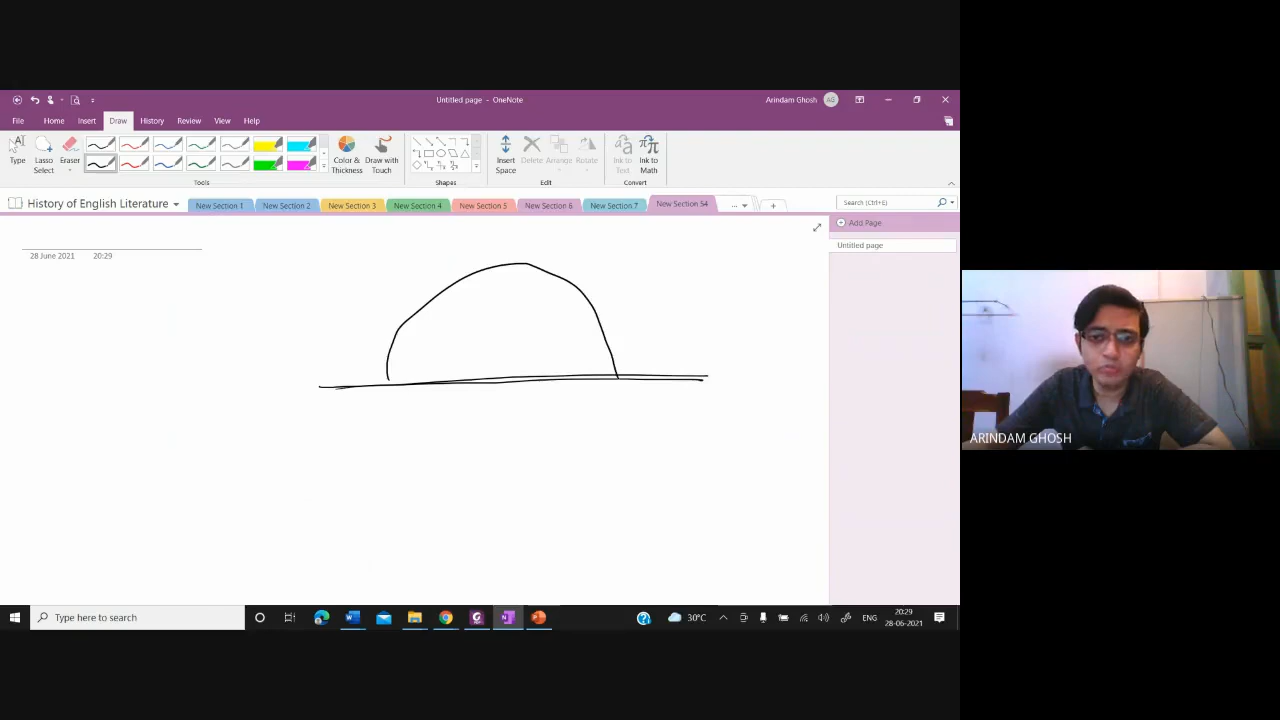 Untitled page - OneNote
Arindam Ghosh
AG
File
Home
Insert
Draw
History
Review
View
Help
Type
Lasso
Select
Eraser
Color &
Thickness
Draw with
Touch
Insert
Space
Delete
Arrange
Rotate
Ink to
Text
Ink to
Math
Tools
Shapes
Edit
Convert
History of English Literature
New Section 1
New Section 2
New Section 3
New Section 4
New Section 5
New Section 6
New Section 7
New Section 54
...
+
Search (Ctrl+E)
Add Page
Untitled page
28 June 2021 20:29
ARINDAM GHOSH
Type here to search
30°C
ENG
20:29
28-06-2021